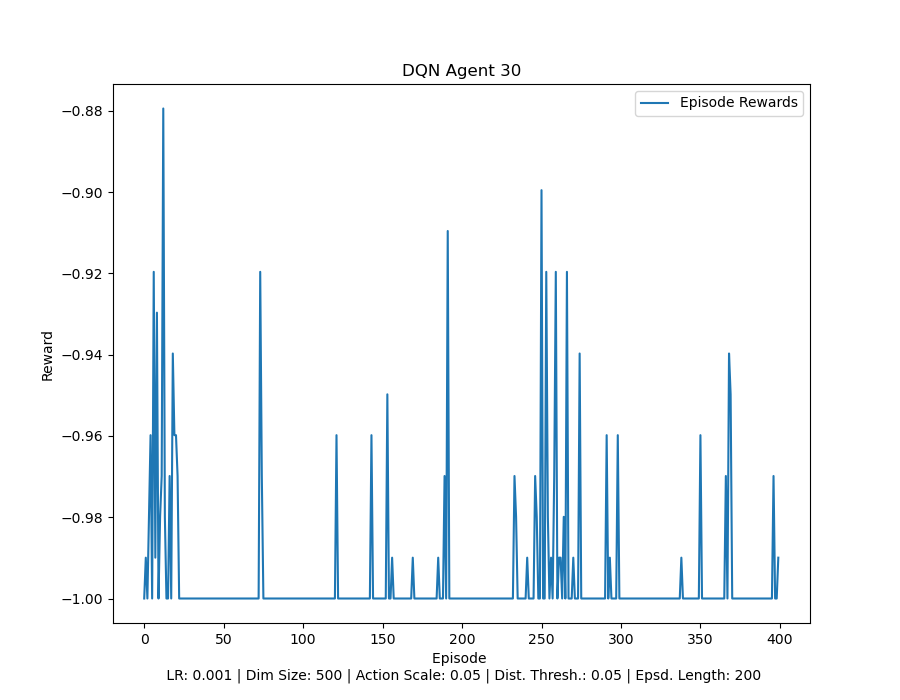 DQN Agent 30
Episode Rewards
−0.88
−0.90
−0.92
−0.94
−0.96
−0.98
−1.00
Reward
0 50 100 150 200 250 300 350 400
Episode
LR: 0.001 | Dim Size: 500 | Action Scale: 0.05 | Dist. Thresh.: 0.05 | Epsd. Length: 200